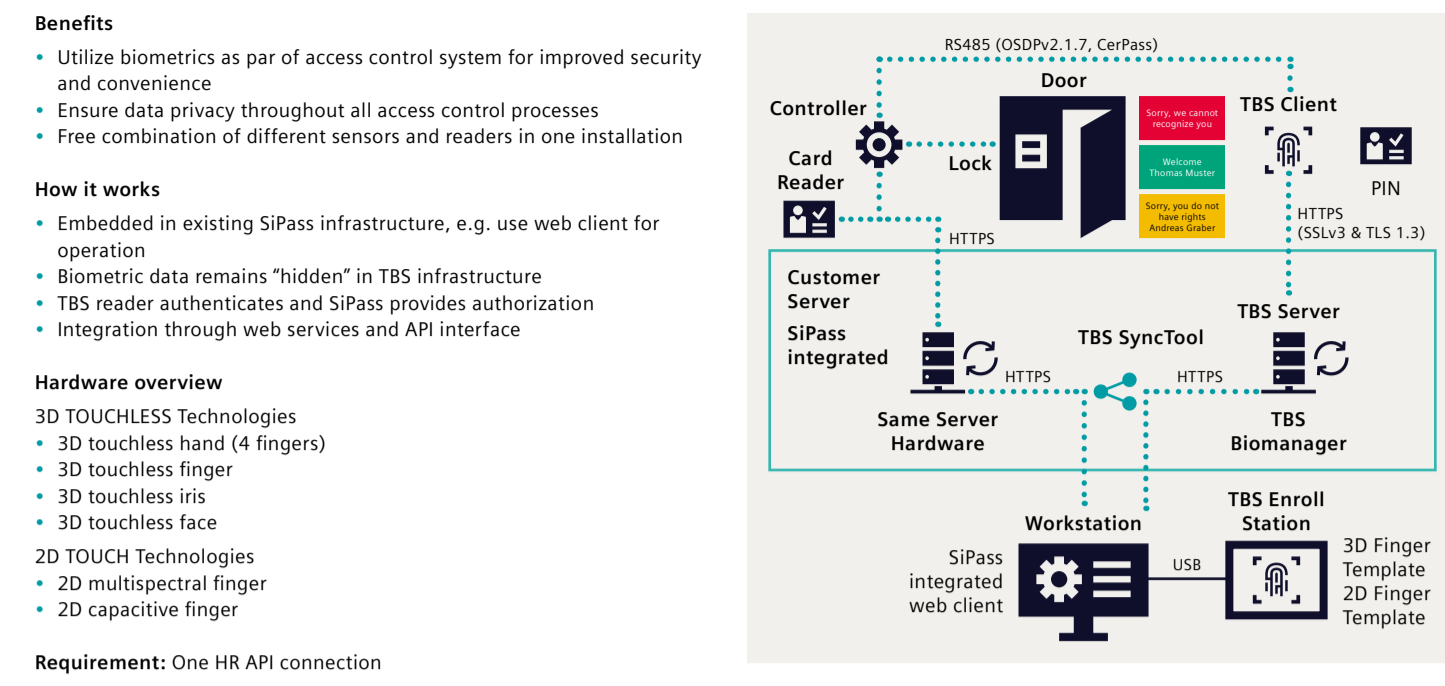 Benefits
• Utilize biometrics as par of access control system for improved security
and convenience
• Ensure data privacy throughout all access control processes
• Free combination of different sensors and readers in one installation
How it works
• Embedded in existing SiPass infrastructure, e.g. use web client for
operation
• Biometric data remains “hidden” in TBS infrastructure
• TBS reader authenticates and SiPass provides authorization
• Integration through web services and API interface
Hardware overview
3D TOUCHLESS Technologies
• 3D touchless hand (4 fingers)
• 3D touchless finger
• 3D touchless iris
• 3D touchless face
2D TOUCH Technologies
• 2D multispectral finger
• 2D capacitive finger
Requirement: One HR API connection
RS485 (OSDPv2.1.7, CerPass)
Door
Controller
TBS Client
Sorry, we cannot
recognize you
Card
Reader
Lock
Welcome
Thomas Muster
PIN
Sorry, you do not
have rights
Andreas Graber
HTTPS
HTTPS
(SSLv3 & TLS 1.3)
Customer
Server
SiPass
integrated
TBS Server
TBS SyncTool
HTTPS
HTTPS
Same Server
Hardware
TBS
Biomanager
Workstation
TBS Enroll
Station
SiPass
integrated
web client
USB
3D Finger
Template
2D Finger
Template